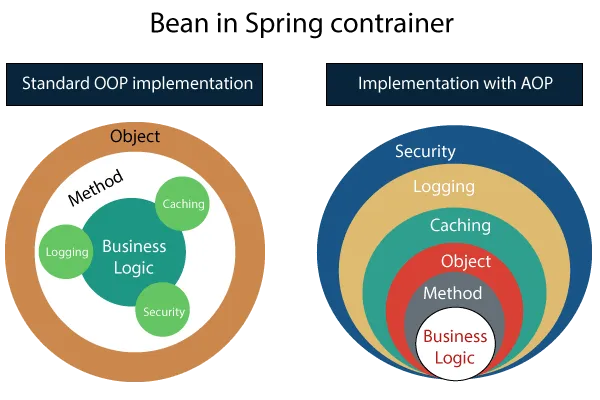 Bean in Spring contrainer
Standard OOP implementation
Implementation with AOP
Object
Method
Caching
Logging
Business
Logic
Security
Security
Logging
Caching
Object
Method
Business
Logic